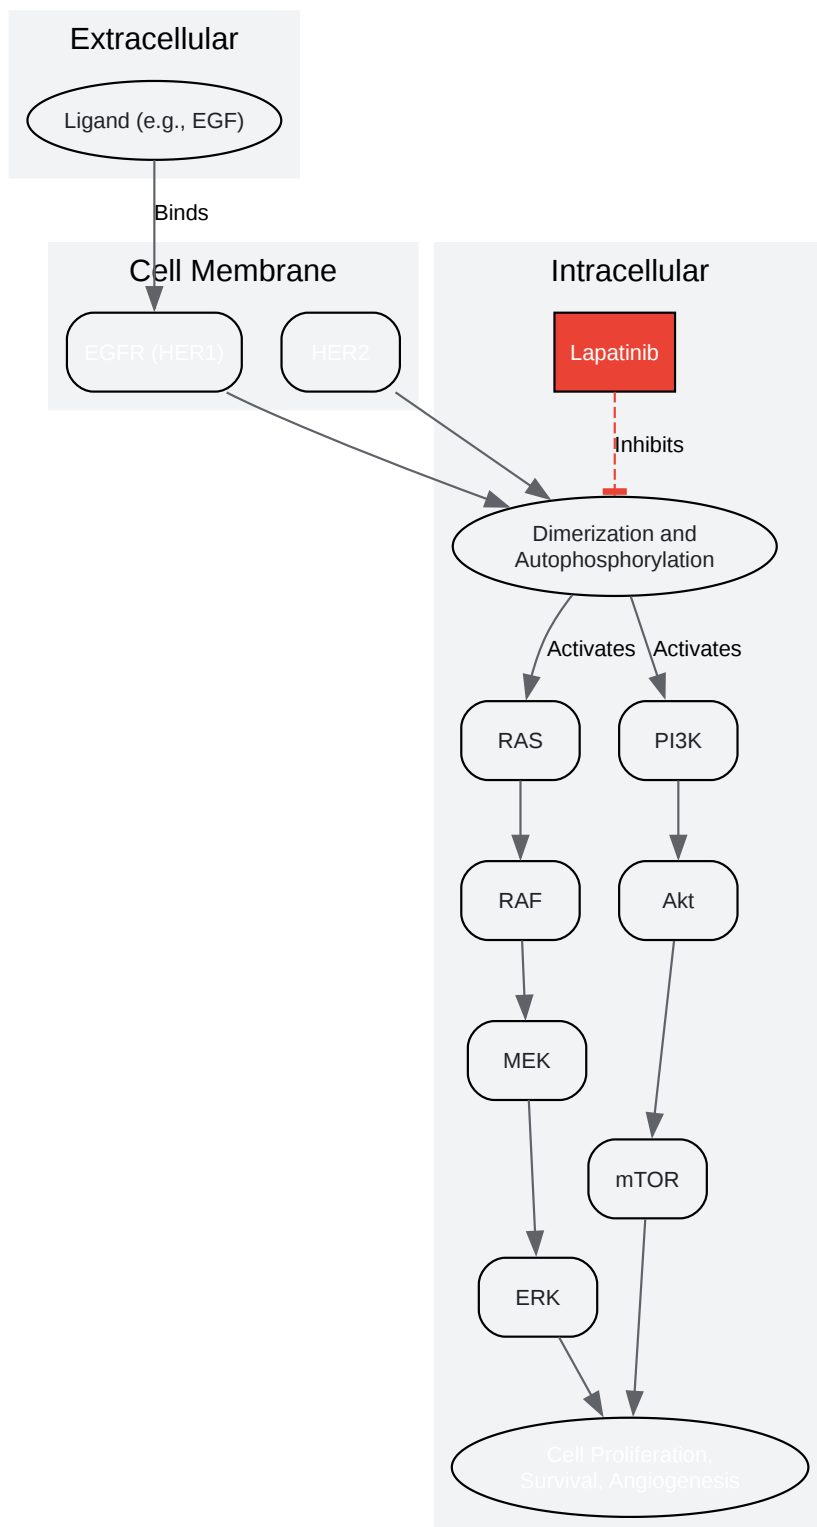 Extracellular
Ligand (e.g., EGF)
Binds
Cell Membrane
Intracellular
EGFR (HER1)
HER2
Lapatinib
Inhibits
Dimerization and
Autophosphorylation
Activates
Activates
RAS
PI3K
RAF
Akt
MEK
mTOR
ERK
Cell Proliferation,
Survival, Angiogenesis